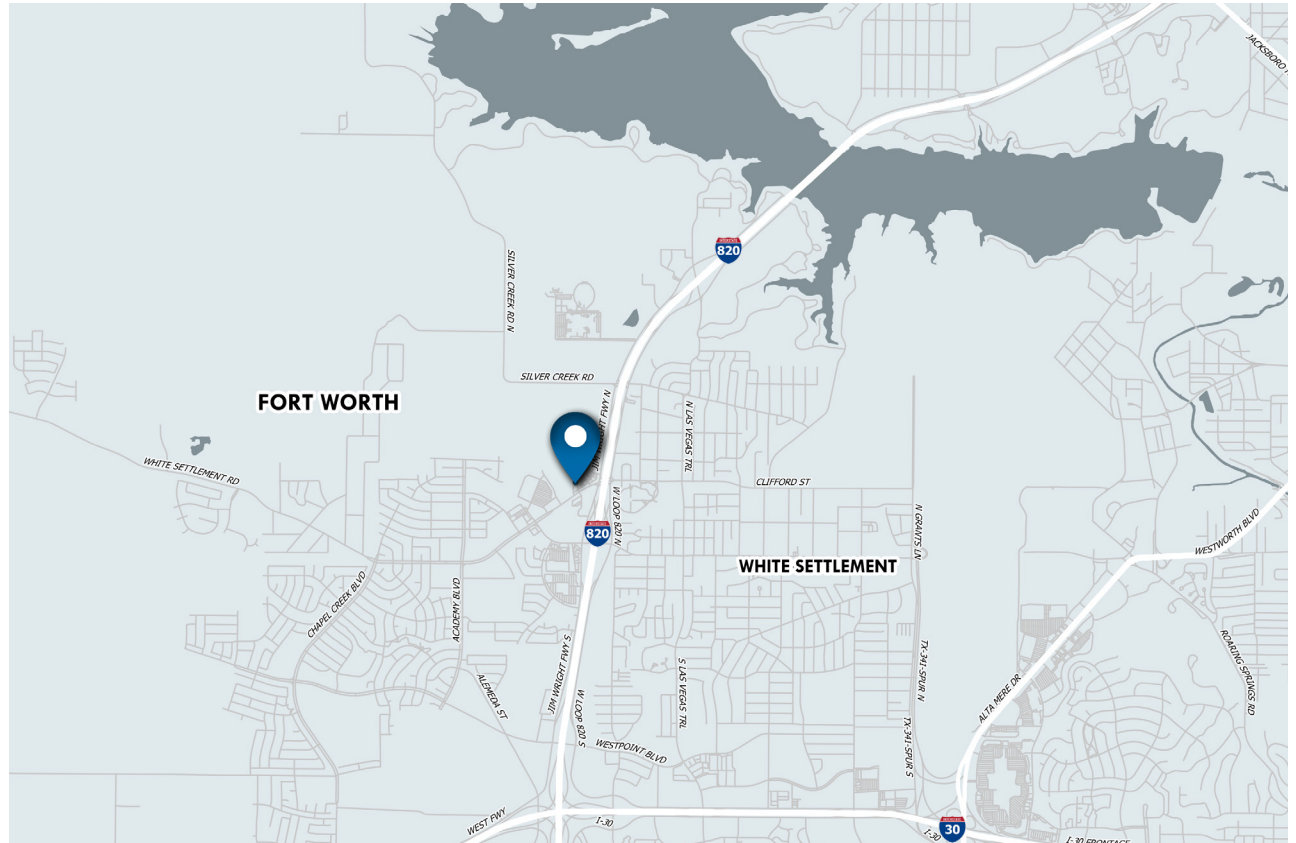 JACKSBORO
INTERSTATE
820
SILVER CREEK RD N
SILVER CREEK RD
FORT WORTH
JIM WRIGHT FWY N
N LAS VEGAS TRL
WHITE SETTLEMENT RD
CLIFFORD ST
W LOOP 820 N
INTERSTATE
820
N GRANTS LN
WESTWORTH BLVD
WHITE SETTLEMENT
CHAPEL CREEK BLVD
ACADEMY BLVD
ROARING SPRINGS RD
JIM WRIGHT FWY S
TX-341-SPUR N
S LAS VEGAS TRL
ALEMEDA ST
ALTA MERE DR
W LOOP 820 S
TX-341-SPUR S
WESTPOINT BLVD
WEST FWY
I-30
I-30
INTERSTATE
30
I-30 FRONTAGE